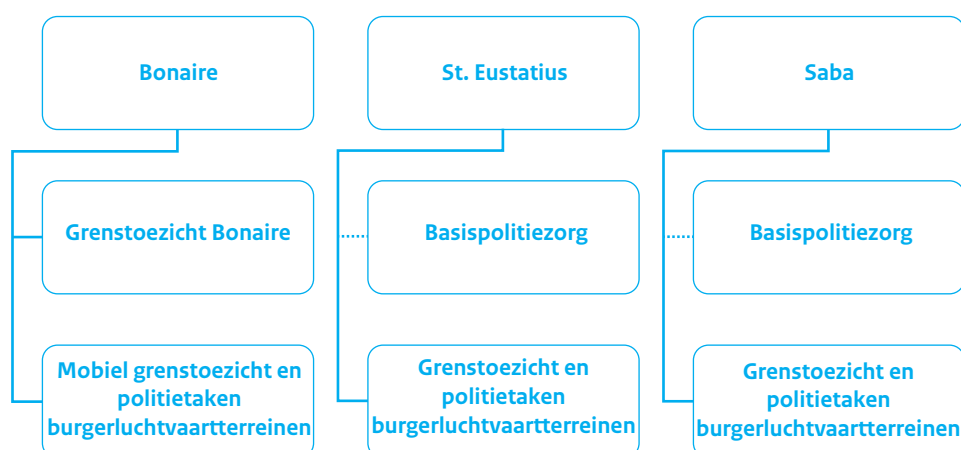 Bonaire
Grenstoezicht Bonaire
Mobiel grenstoezicht en
politietaken
burgerluchtvaartterreinen
St. Eustatius
Basispolitiezorg
Grenstoezicht en
politietaken
burgerluchtvaartterreinen
Saba
Basispolitiezorg
Grenstoezicht en
politietaken
burgerluchtvaartterreinen